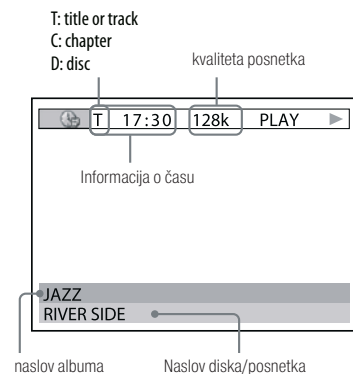 T: title or track
C: chapter
D: disc
kvaliteta posnetka
T 17:30 128k PLAY
Informacija o času
JAZZ
RIVER SIDE
naslov albuma
Naslov diska/posnetka